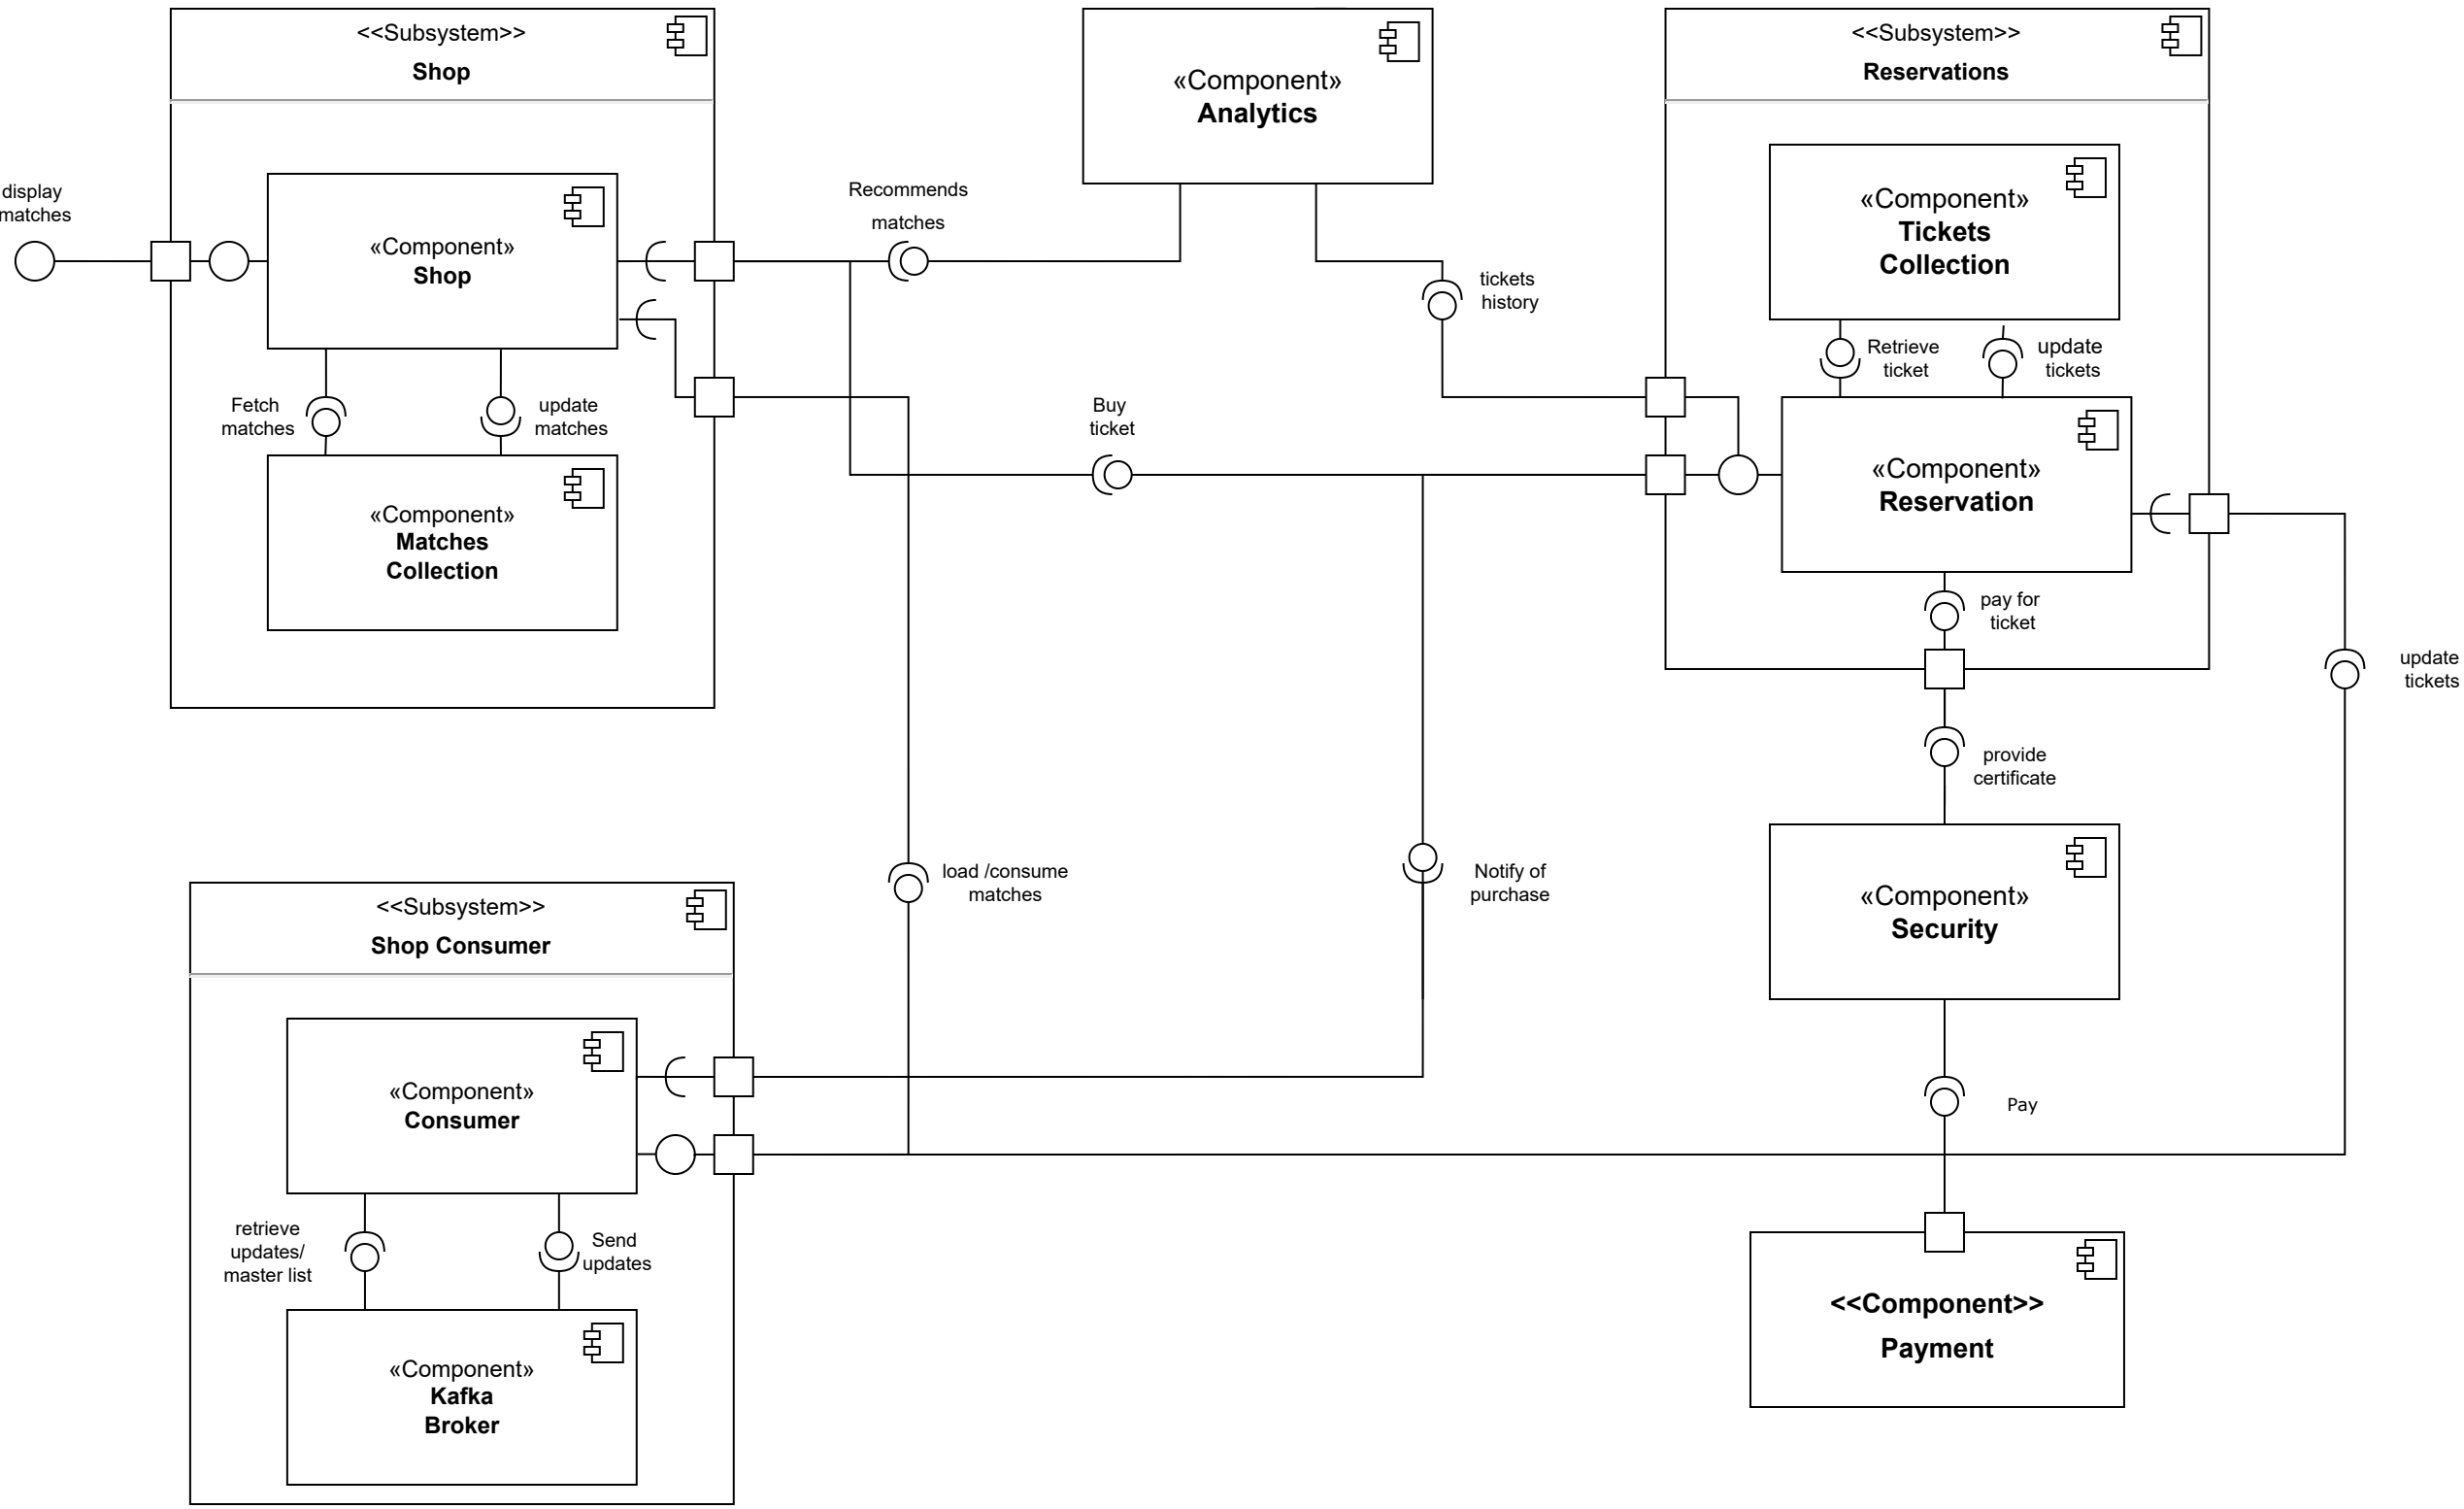 <<Subsystem>>
Shop
display
matches
«Component»
Shop
Fetch
matches
update
matches
«Component»
Matches
Collection
Recommends
matches
«Component»
Analytics
tickets
history
Buy
ticket
<<Subsystem>>
Reservations
«Component»
Tickets
Collection
Retrieve
ticket
update
tickets
«Component»
Reservation
pay for
ticket
update
tickets
provide
certificate
«Component»
Security
Pay
<<Component>>
Payment
load /consume
matches
Notify of
purchase
<<Subsystem>>
Shop Consumer
«Component»
Consumer
retrieve
updates/
master list
Send
updates
«Component»
Kafka
Broker